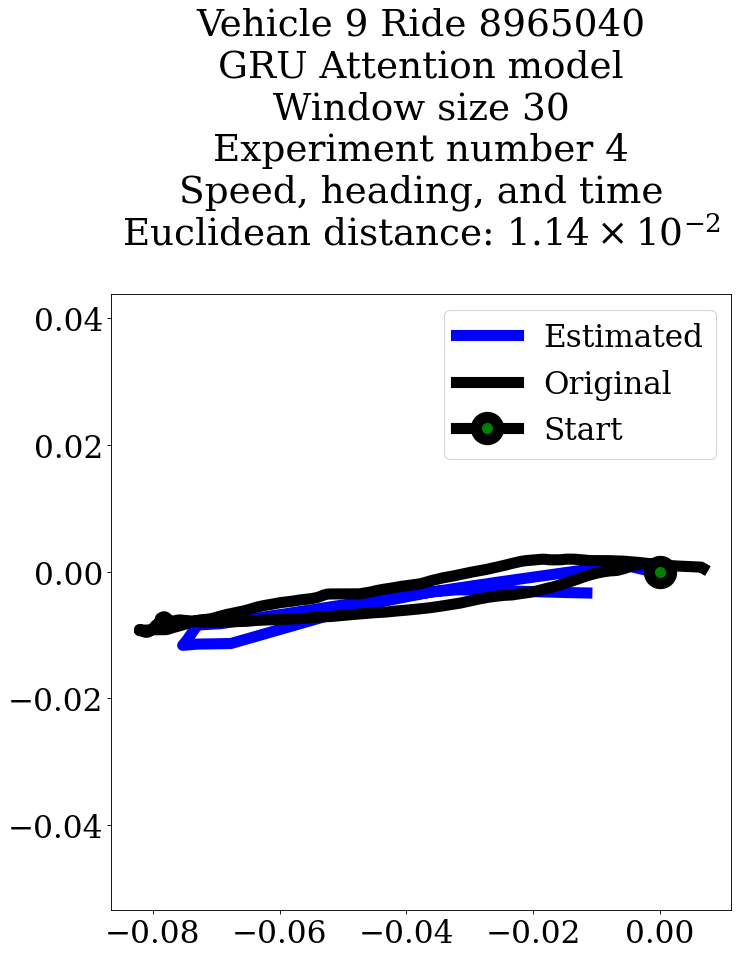 Vehicle 9 Ride 8965040
GRU Attention model
Window size 30
Experiment number 4
Speed, heading, and time
Euclidean distance: 1.14 × 10⁻²
Estimated
Original
Start
0.04
0.02
0.00
−0.02
−0.04
−0.08 −0.06 −0.04 −0.02 0.00